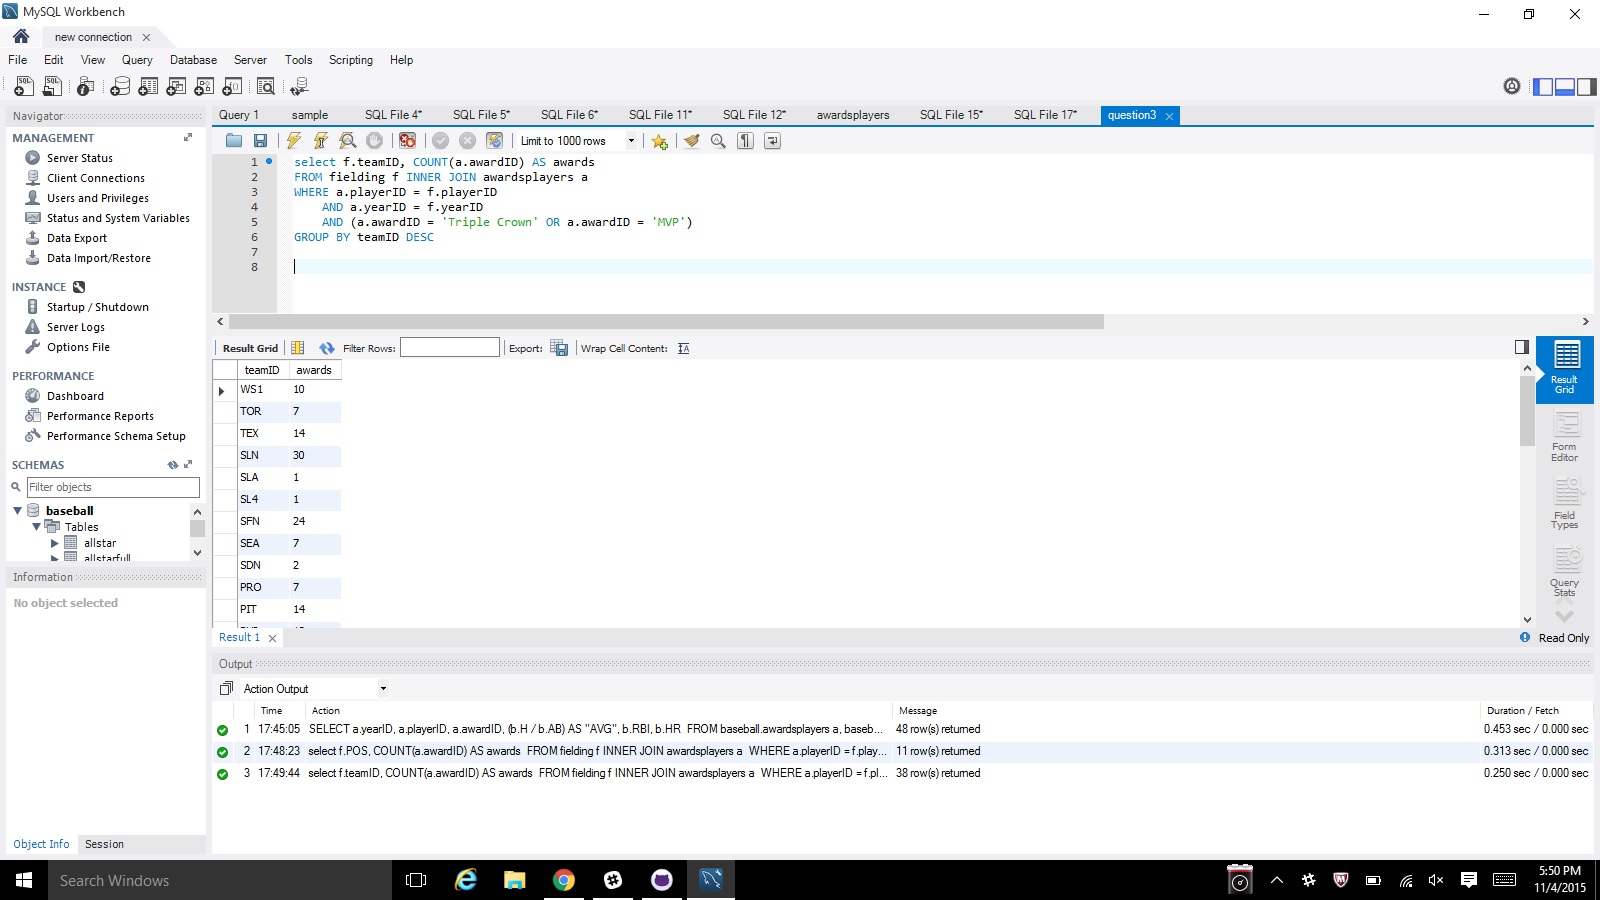 MySQL Workbench
new connection
File Edit View Query Database Server Tools Scripting Help
Navigator
MANAGEMENT
Server Status
Client Connections
Users and Privileges
Status and System Variables
Data Export
Data Import/Restore
INSTANCE
Startup / Shutdown
Server Logs
Options File
PERFORMANCE
Dashboard
Performance Reports
Performance Schema Setup
SCHEMAS
Filter objects
baseball
Tables
allstar
allstarfull
Information
No object selected
Object Info Session
Query 1 sample SQL File 4* SQL File 5* SQL File 6* SQL File 11* SQL File 12* awardsplayers SQL File 15* SQL File 17* question3
Limit to 1000 rows
1 select f.teamID, COUNT(a.awardID) AS awards
2 FROM fielding f INNER JOIN awardsplayers a
3 WHERE a.playerID = f.playerID
4 AND a.yearID = f.yearID
5 AND (a.awardID = 'Triple Crown' OR a.awardID = 'MVP')
6 GROUP BY teamID DESC
7
8
Result Grid Filter Rows: Export: Wrap Cell Content:
teamID awards
WS1 10
TOR 7
TEX 14
SLN 30
SLA 1
SL4 1
SFN 24
SEA 7
SDN 2
PRO 7
PIT 14
Result Grid
Form Editor
Field Types
Query Stats
Result 1
Read Only
Output
Action Output
Time Action Message Duration / Fetch
1 17:45:05 SELECT a.yearID, a.playerID, a.awardID, (b.H / b.AB) AS "AVG", b.RBI, b.HR FROM baseball.awardsplayers a, baseb... 48 row(s) returned 0.453 sec / 0.000 sec
2 17:48:23 select f.POS, COUNT(a.awardID) AS awards FROM fielding f INNER JOIN awardsplayers a WHERE a.playerID = f.play... 11 row(s) returned 0.313 sec / 0.000 sec
3 17:49:44 select f.teamID, COUNT(a.awardID) AS awards FROM fielding f INNER JOIN awardsplayers a WHERE a.playerID = f.pl... 38 row(s) returned 0.250 sec / 0.000 sec
Search Windows
5:50 PM
11/4/2015